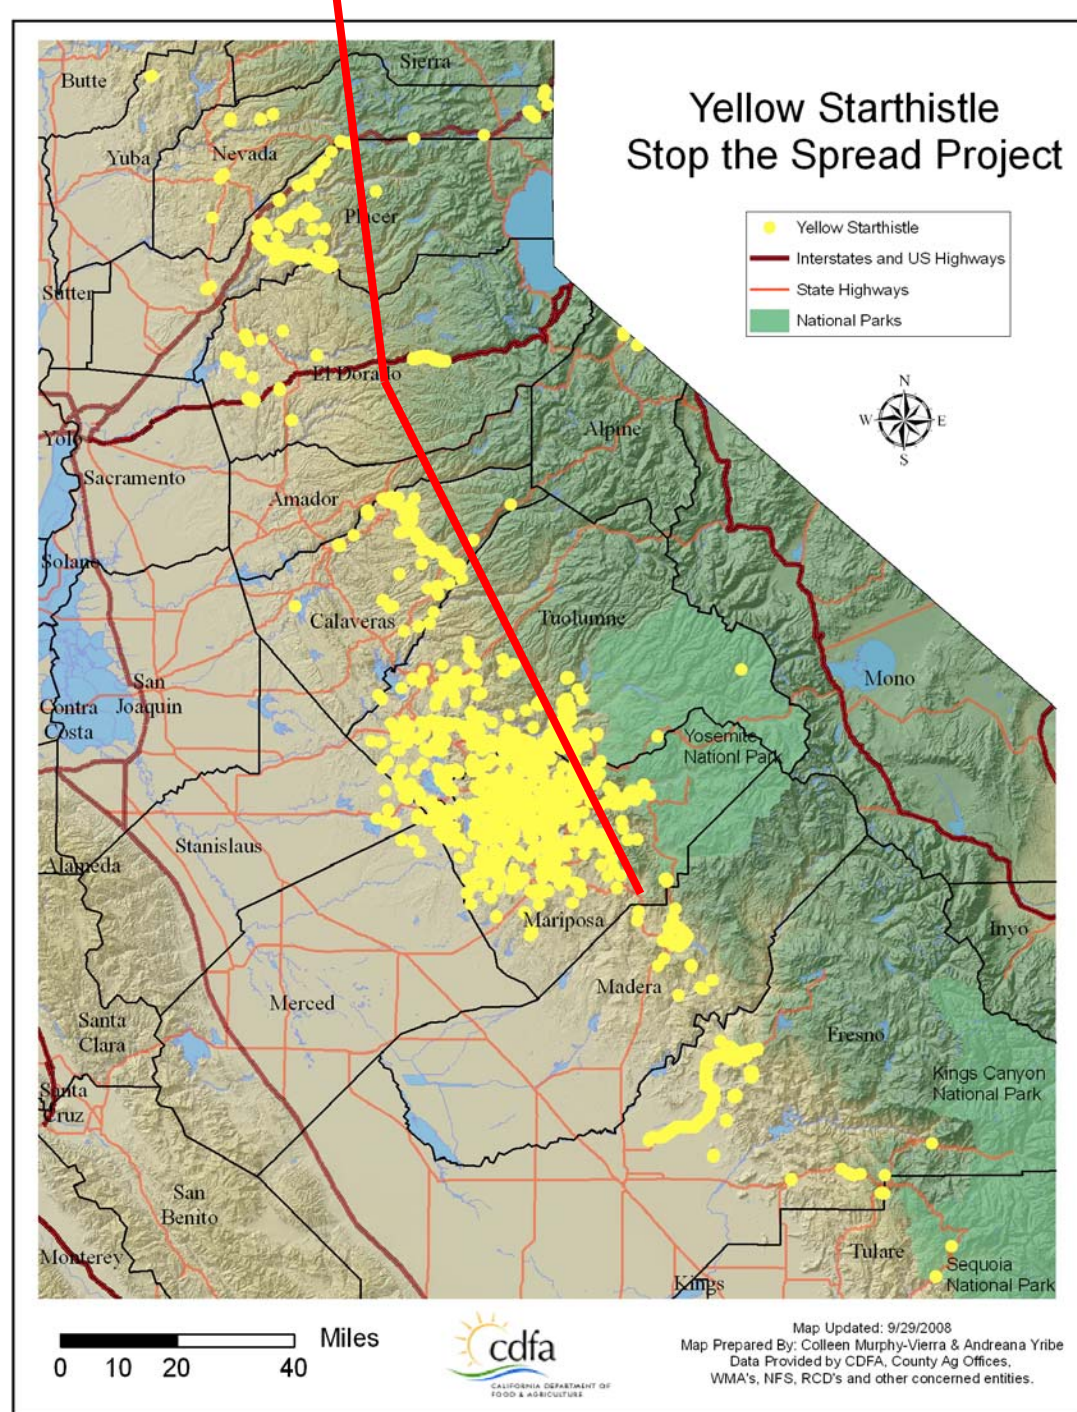 Yellow Starthistle
Stop the Spread Project
Yellow Starthistle
Interstates and US Highways
State Highways
National Parks
N
W
E
S
Sierra
Butte
Yuba
Nevada
Placer
Sutter
El Dorado
Alpine
Yolo
Sacramento
Amador
Solano
Calaveras
Tuolumne
San
Joaquin
Mono
Contra
Costa
Yosemite
Nationl Park
Stanislaus
Alameda
Mariposa
Inyo
Madera
Merced
Santa
Clara
Fresno
Kings Canyon
National Park
Santa
Cruz
San
Benito
Monterey
Tulare
Sequoia
National Park
Kings
Miles
0 10 20 40
cdfa
CALIFORNIA DEPARTMENT OF
FOOD & AGRICULTURE
Map Updated: 9/29/2008
Map Prepared By: Colleen Murphy-Vierra & Andreana Yribe
Data Provided by CDFA, County Ag Offices,
WMA's, NFS, RCD's and other concerned entities.